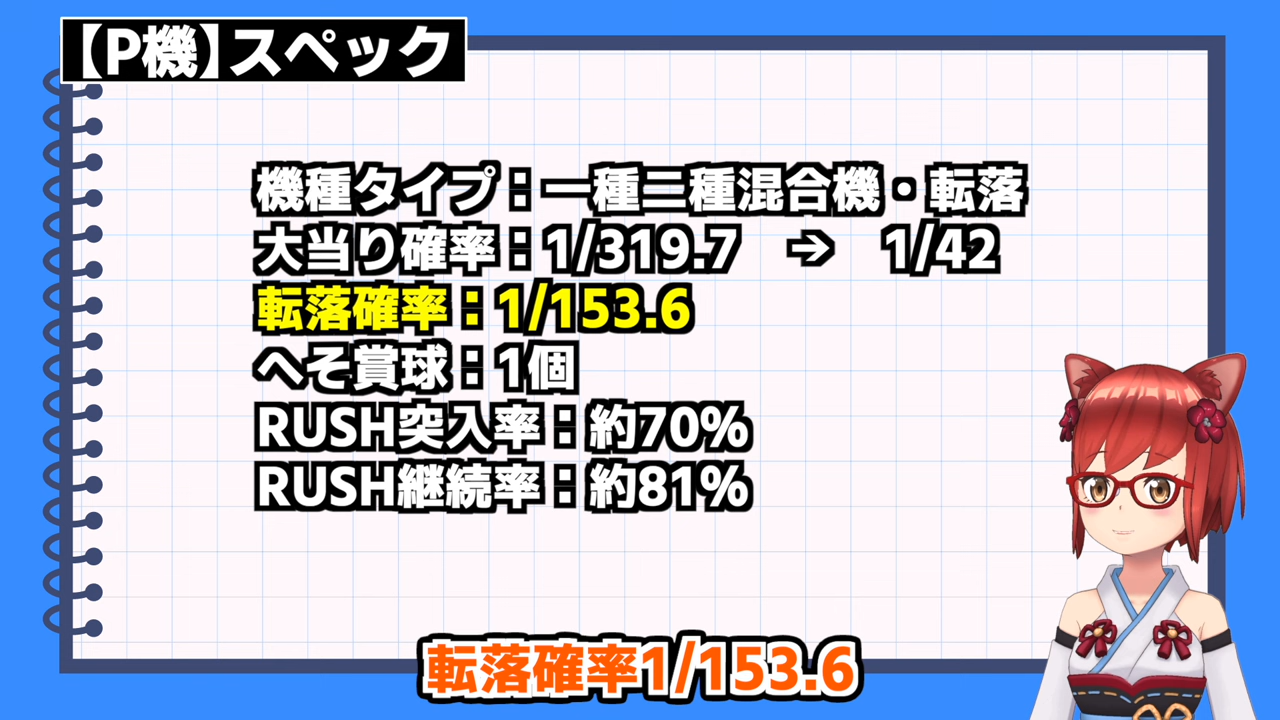 【P機】スペック
機種タイプ：一種二種混合機・転落
大当り確率：1/319.7　→　1/42
転落確率：1/153.6
へそ賞球：1個
RUSH突入率：約70%
RUSH継続率：約81%
転落確率1/153.6